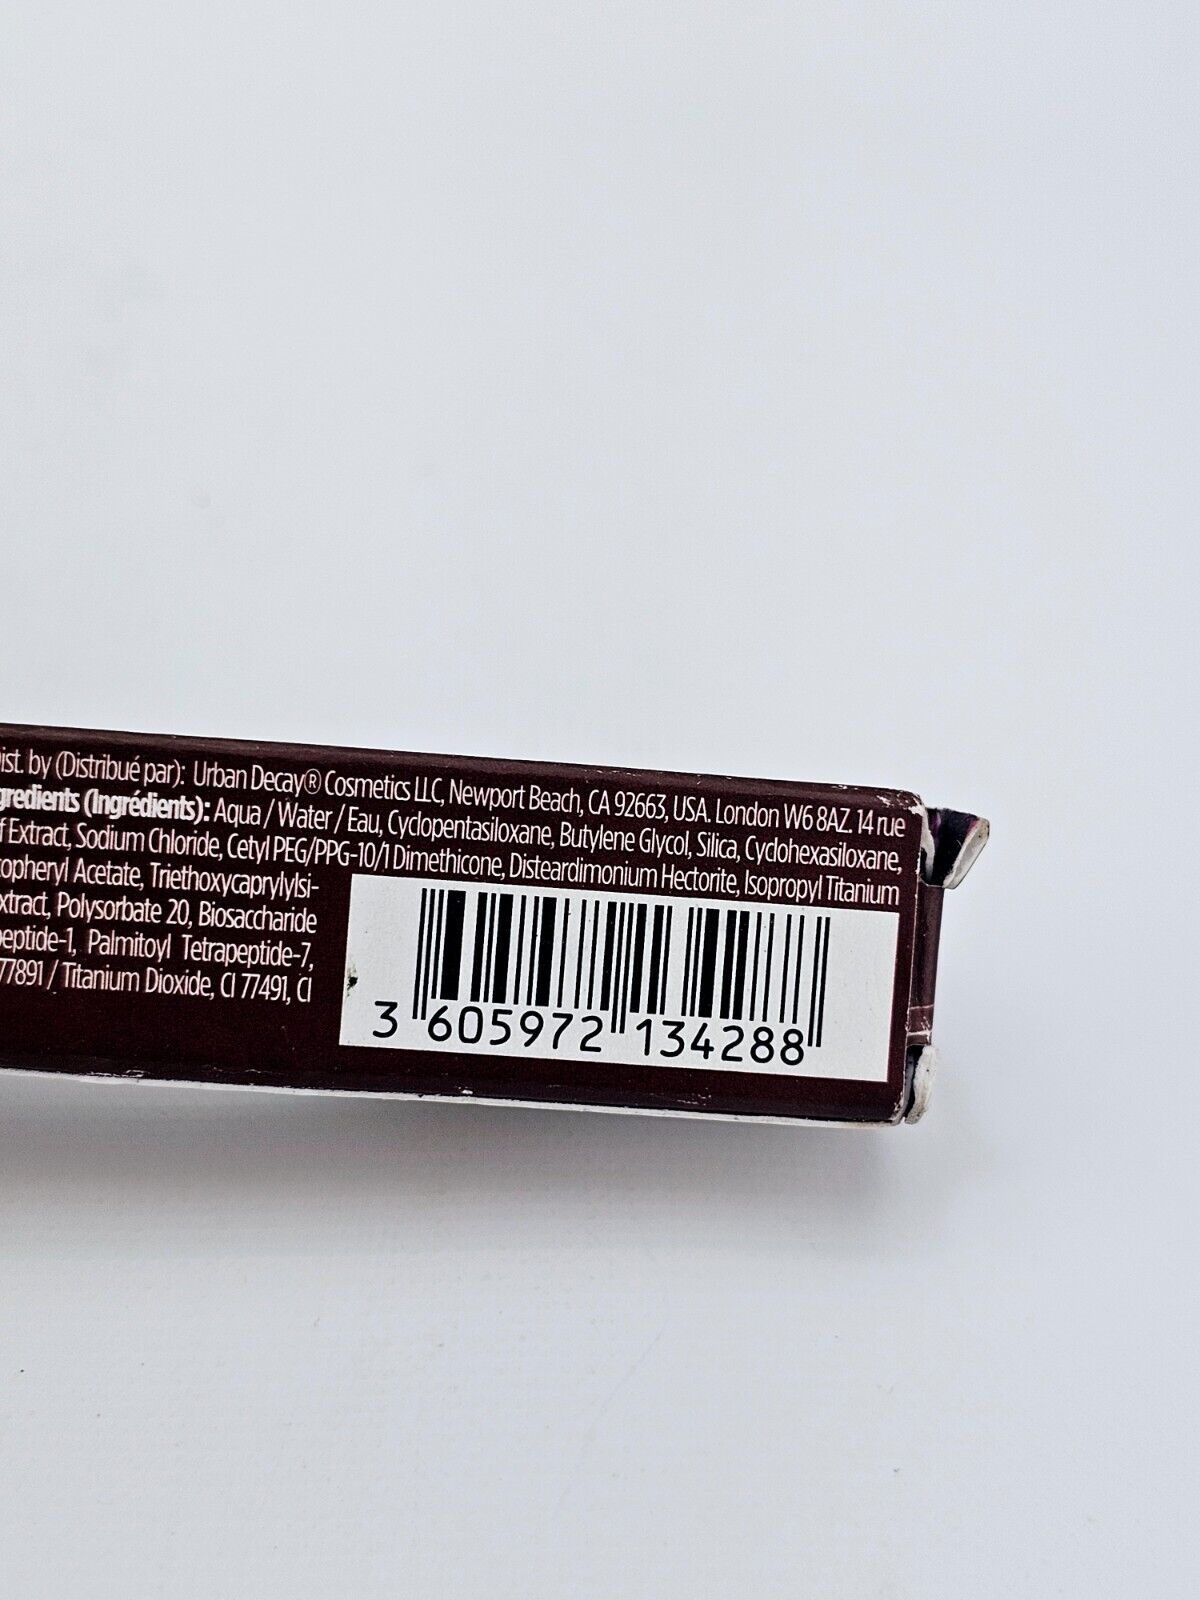 ist. by (Distribué par): Urban Decay® Cosmetics LLC, Newport Beach, CA 92663, USA. London W6 8AZ. 14 rue
gredients (Ingrédients): Aqua / Water / Eau, Cyclopentasiloxane, Butylene Glycol, Silica, Cyclohexasiloxane,
f Extract, Sodium Chloride, Cetyl PEG/PPG-10/1 Dimethicone, Disteardimonium Hectorite, Isopropyl Titanium
copheryl Acetate, Triethoxycaprylylsi-
xtract, Polysorbate 20, Biosaccharide
peptide-1, Palmitoyl Tetrapeptide-7,
77891 / Titanium Dioxide, CI 77491, CI
3 605972 134288